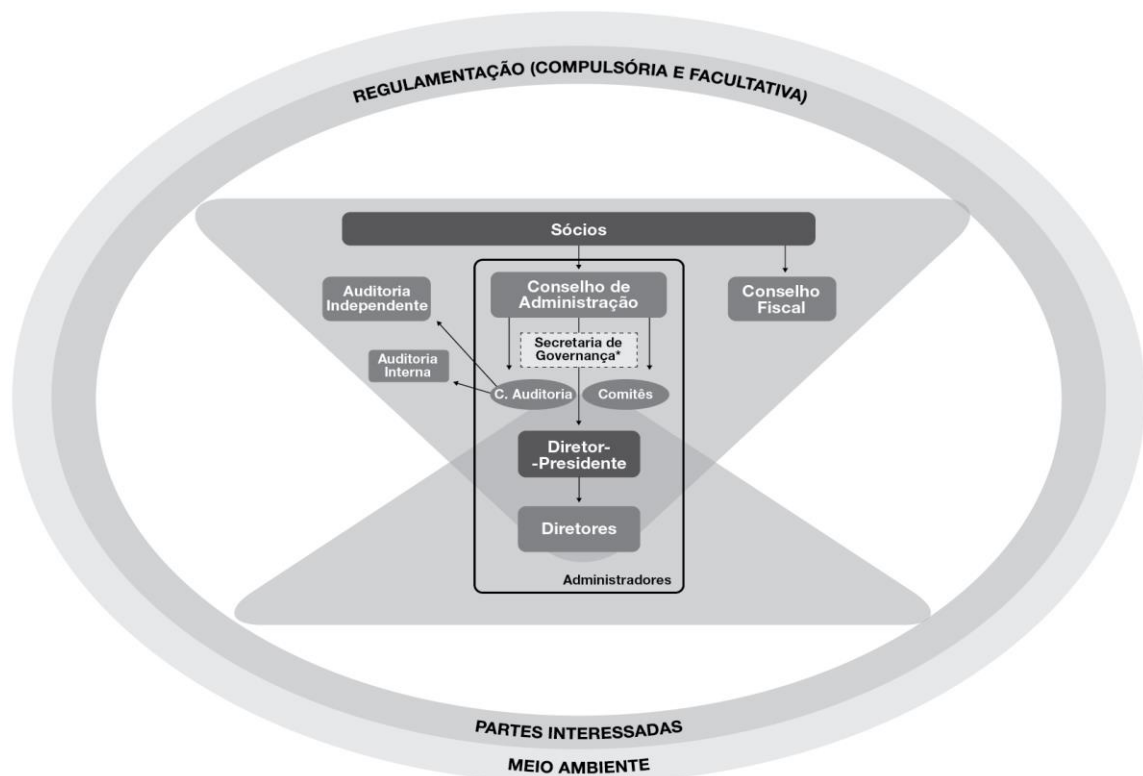 REGULAMENTAÇÃO (COMPULSÓRIA E FACULTATIVA)
Sócios
Auditoria
Independente
Conselho de
Administração
Conselho
Fiscal
Secretaria de
Governança*
Auditoria
Interna
C. Auditoria
Comitês
Diretor-
-Presidente
Diretores
Administradores
PARTES INTERESSADAS
MEIO AMBIENTE